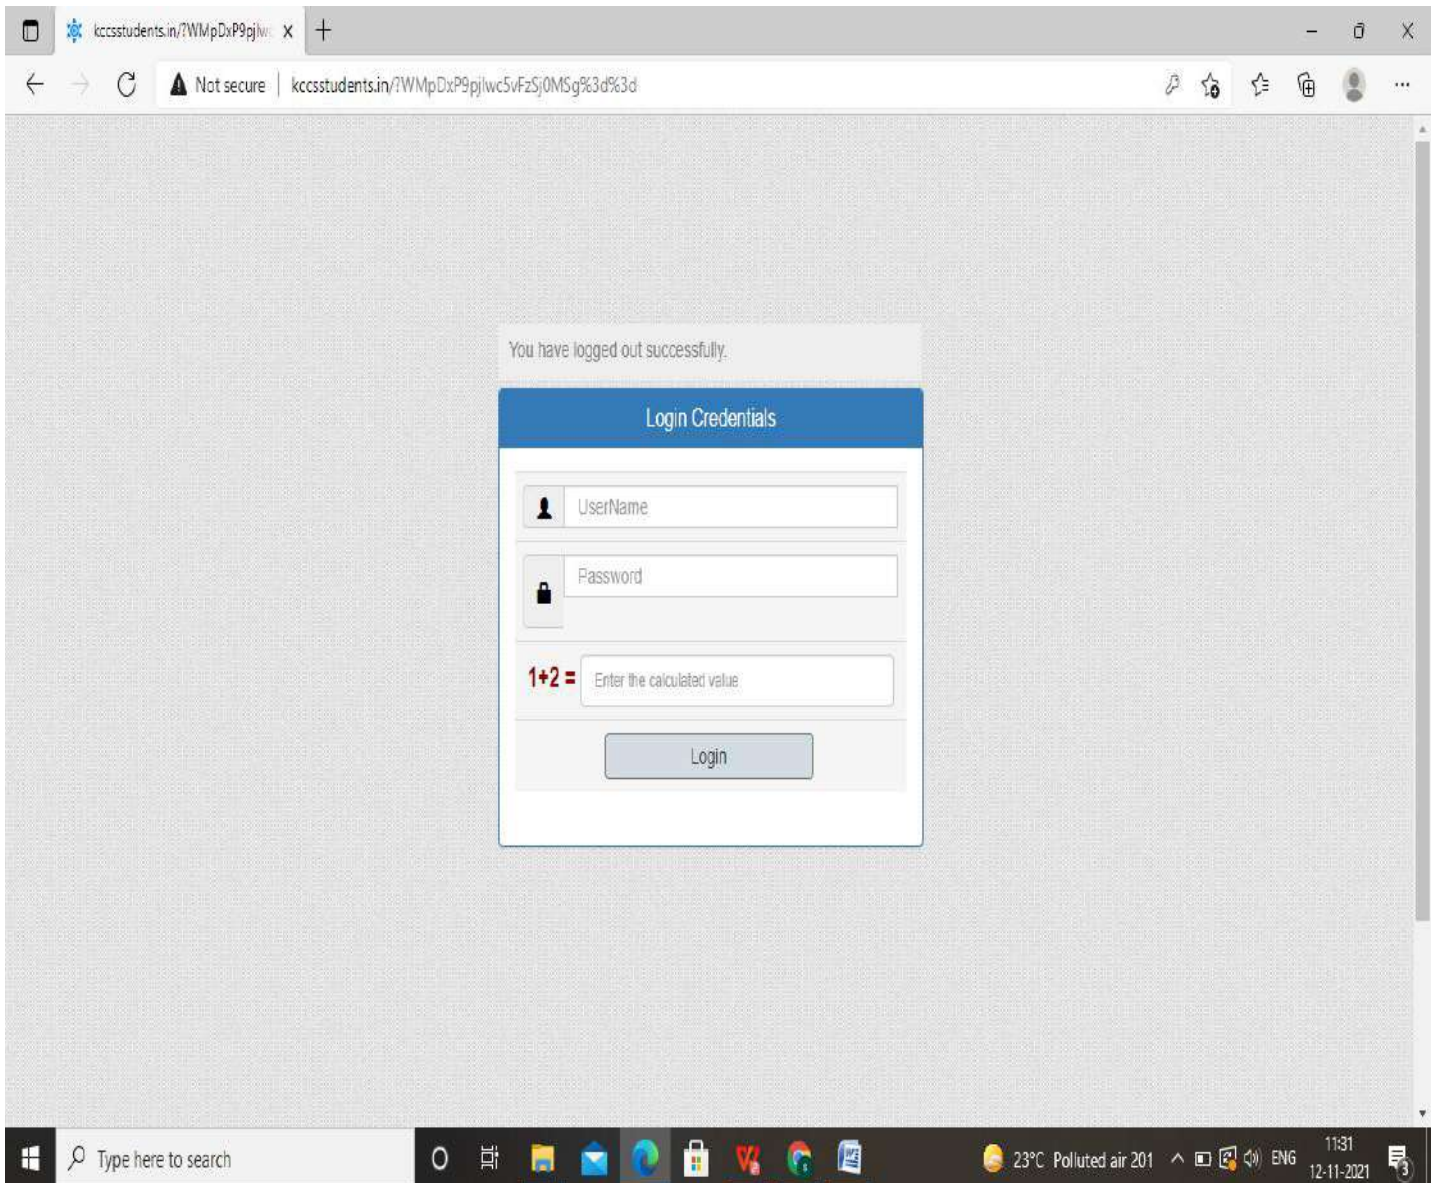 kccsstudents.in/?WMpDxP9pjlwc
Not secure | kccsstudents.in/?WMpDxP9pjlwc5vFzSj0MSg%3d%3d
You have logged out successfully.
Login Credentials
UserName
Password
1+2 = Enter the calculated value
Login
Type here to search
23°C Polluted air 201
ENG
11:31
12-11-2021
3